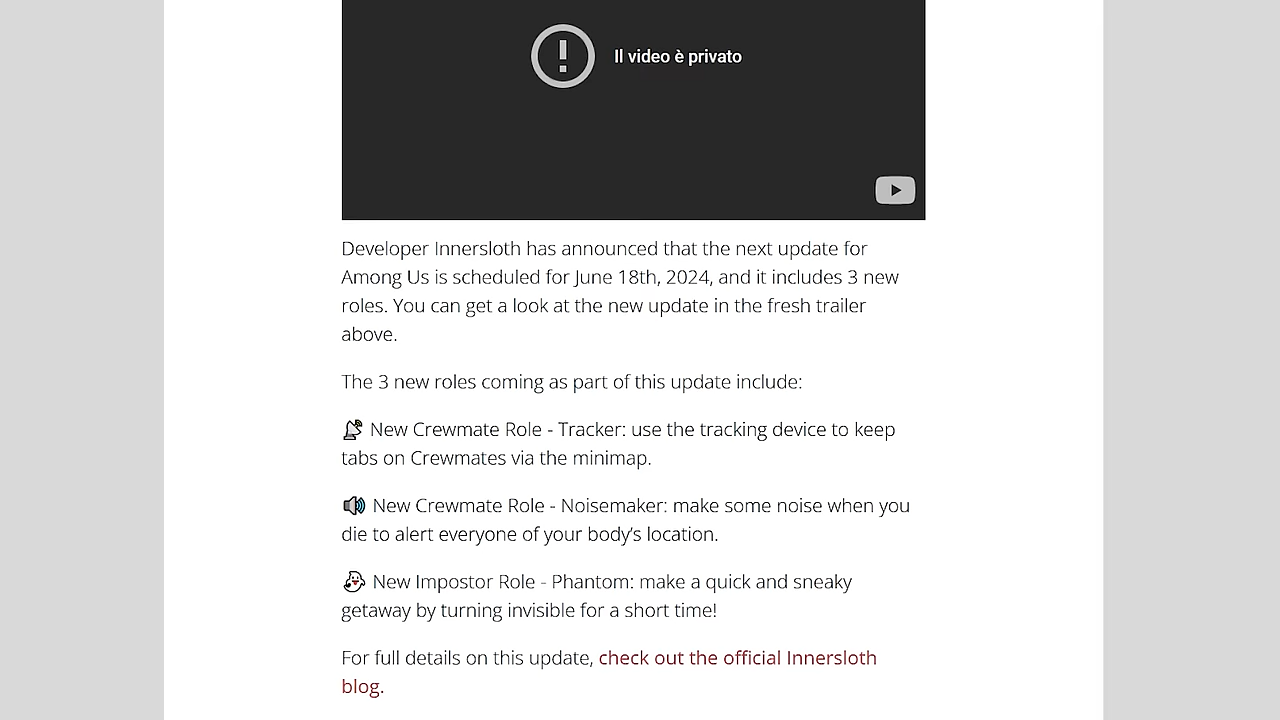 Il video è privato
Developer Innersloth has announced that the next update for
Among Us is scheduled for June 18th, 2024, and it includes 3 new
roles. You can get a look at the new update in the fresh trailer
above.
The 3 new roles coming as part of this update include:
📡 New Crewmate Role - Tracker: use the tracking device to keep
tabs on Crewmates via the minimap.
🔊 New Crewmate Role - Noisemaker: make some noise when you
die to alert everyone of your body’s location.
👻 New Impostor Role - Phantom: make a quick and sneaky
getaway by turning invisible for a short time!
For full details on this update, check out the official Innersloth
blog.